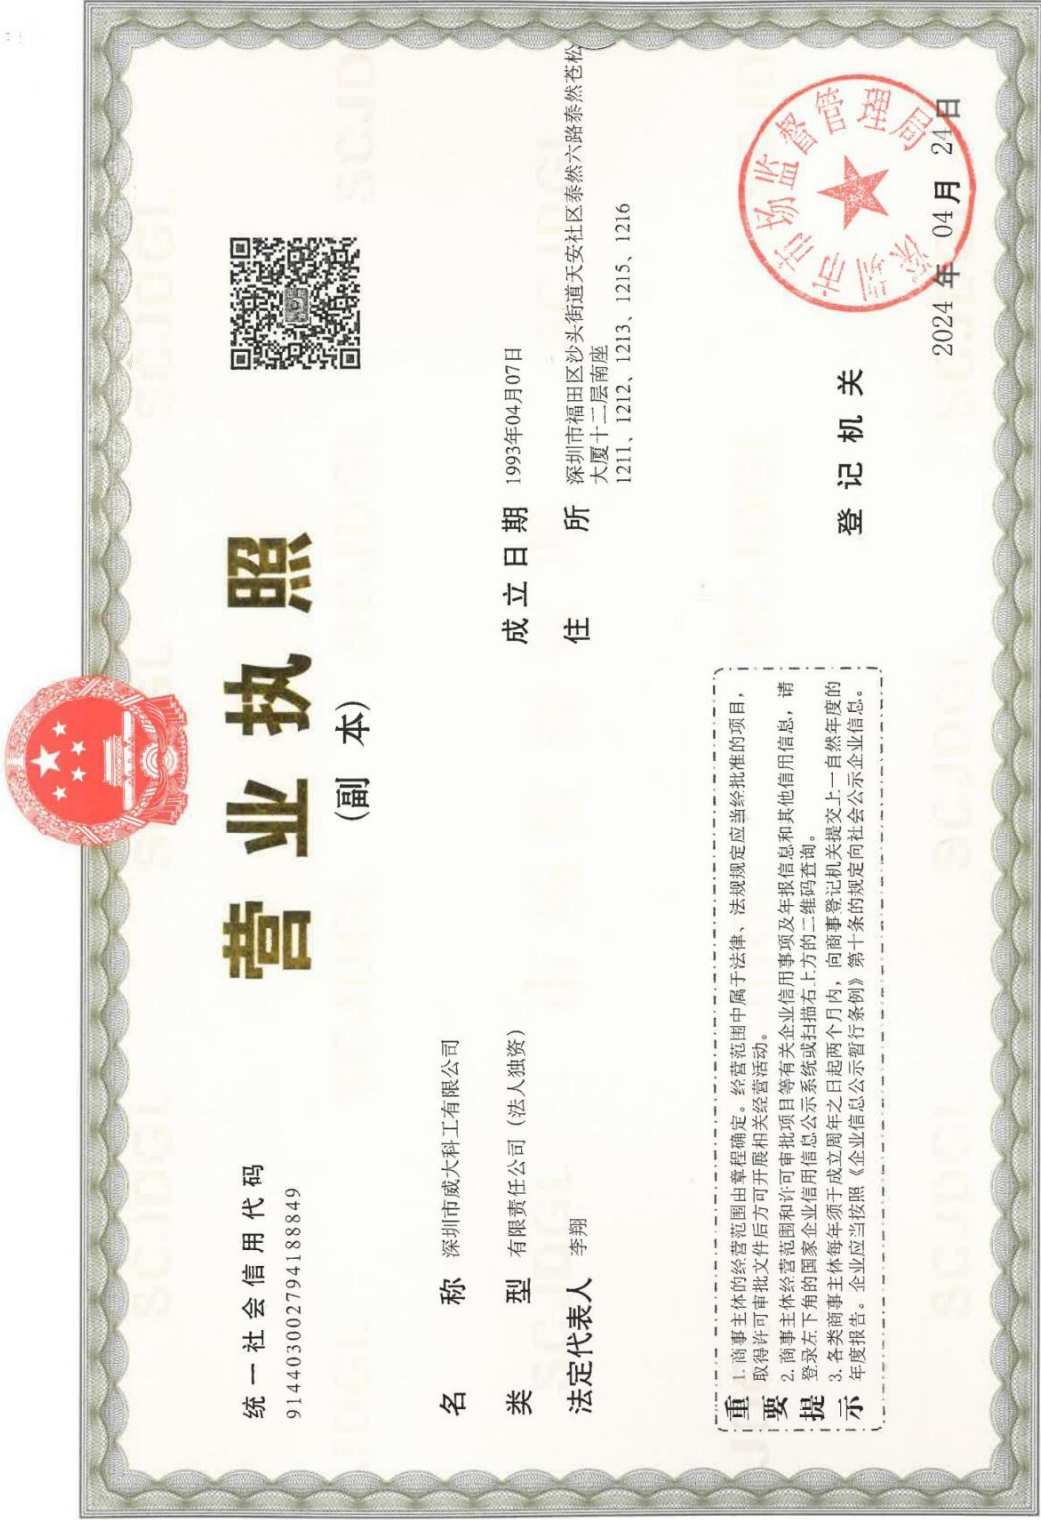 营业执照
(副 本)
统一社会信用代码
914403002794188849
名 称 深圳市威大科工有限公司
类 型 有限责任公司(法人独资)
法定代表人 李翔
成立日期 1993年04月07日
住 所 深圳市福田区沙头街道天安社区泰然六路泰然苍松
大厦十二层南座
1211、1212、1213、1215、1216
重要提示
1. 商事主体的经营范围由章程确定。经营范围中属于法律、法规规定应当经批准的项目,
取得许可审批文件后方可开展相关经营活动。
2. 商事主体经营范围和许可审批项目等有关企业信用事项及年报信息和其他信用信息,请
登录左下角的国家企业信用信息公示系统或扫描右上方的二维码查询。
3. 各类商事主体每年须于成立周年之日起两个月内,向商事登记机关提交上一自然年度的
年度报告。企业应当按照《企业信息公示暂行条例》第十条的规定向社会公示企业信息。
登记机关
深圳市市场监督管理局
2024年 04月 24日
SCJDGL